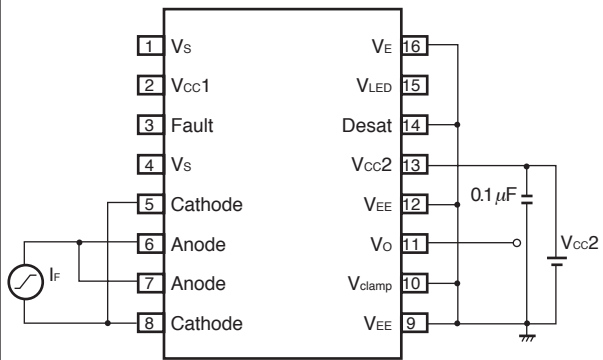 1 Vs VE 16
2 Vcc1 VLED 15
3 Fault Desat 14
4 Vs Vcc2 13
5 Cathode VEE 12
0.1 μF
6 Anode Vo 11
Vcc2
IF
7 Anode Vclamp 10
8 Cathode VEE 9